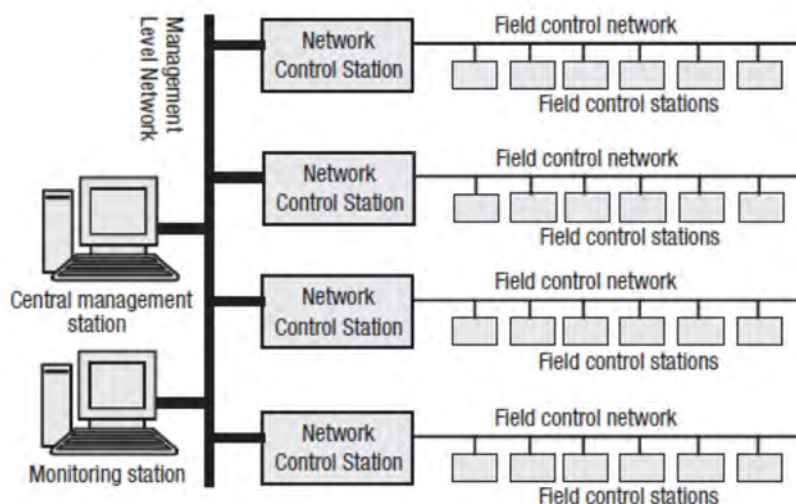 Management
Level Network
Network
Control Station
Field control network
Field control stations
Network
Control Station
Field control network
Field control stations
Central management
station
Network
Control Station
Field control network
Field control stations
Monitoring station
Network
Control Station
Field control network
Field control stations